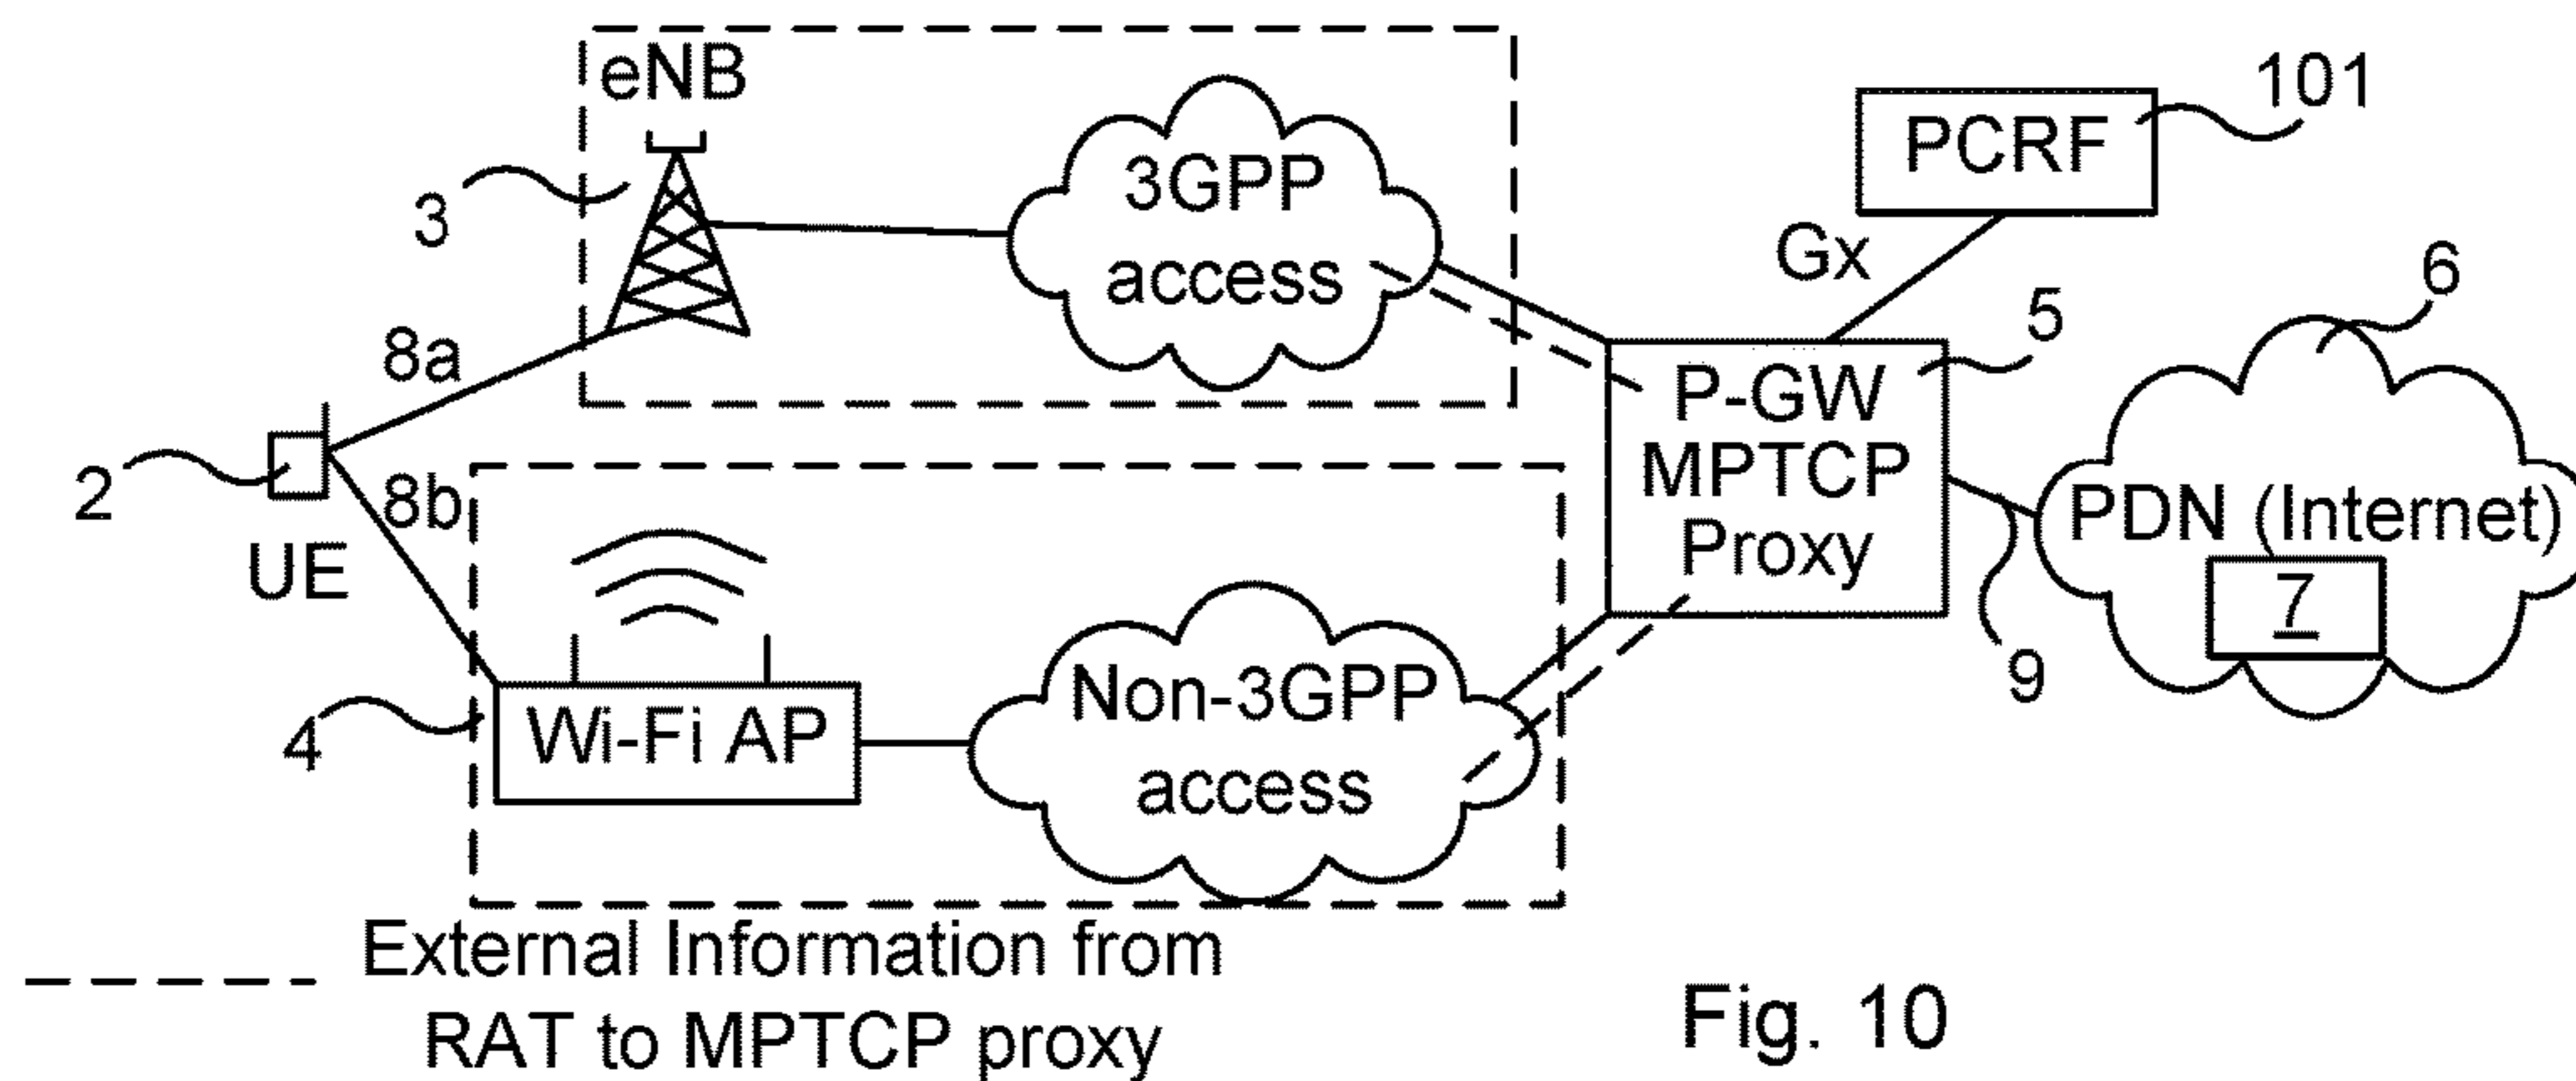 eNB
3GPP
access
3
8a
2
UE
8b
4
Wi-Fi AP
Non-3GPP
access
101
PCRF
Gx
5
P-GW
MPTCP
Proxy
6
PDN (Internet)
7
9
External Information from
RAT to MPTCP proxy
Fig. 10